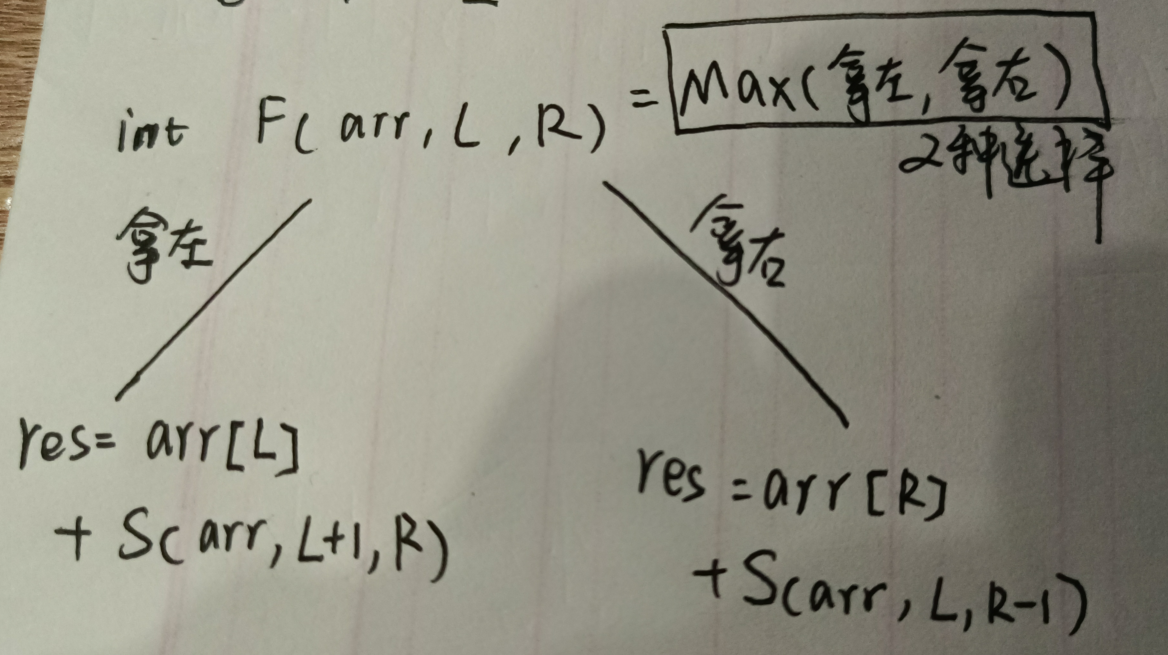 int F(arr, L, R) = Max(拿左, 拿右)
2种选择
拿左
拿右
res= arr[L]
+ S(arr, L+1, R)
res = arr[R]
+ S(arr, L, R-1)